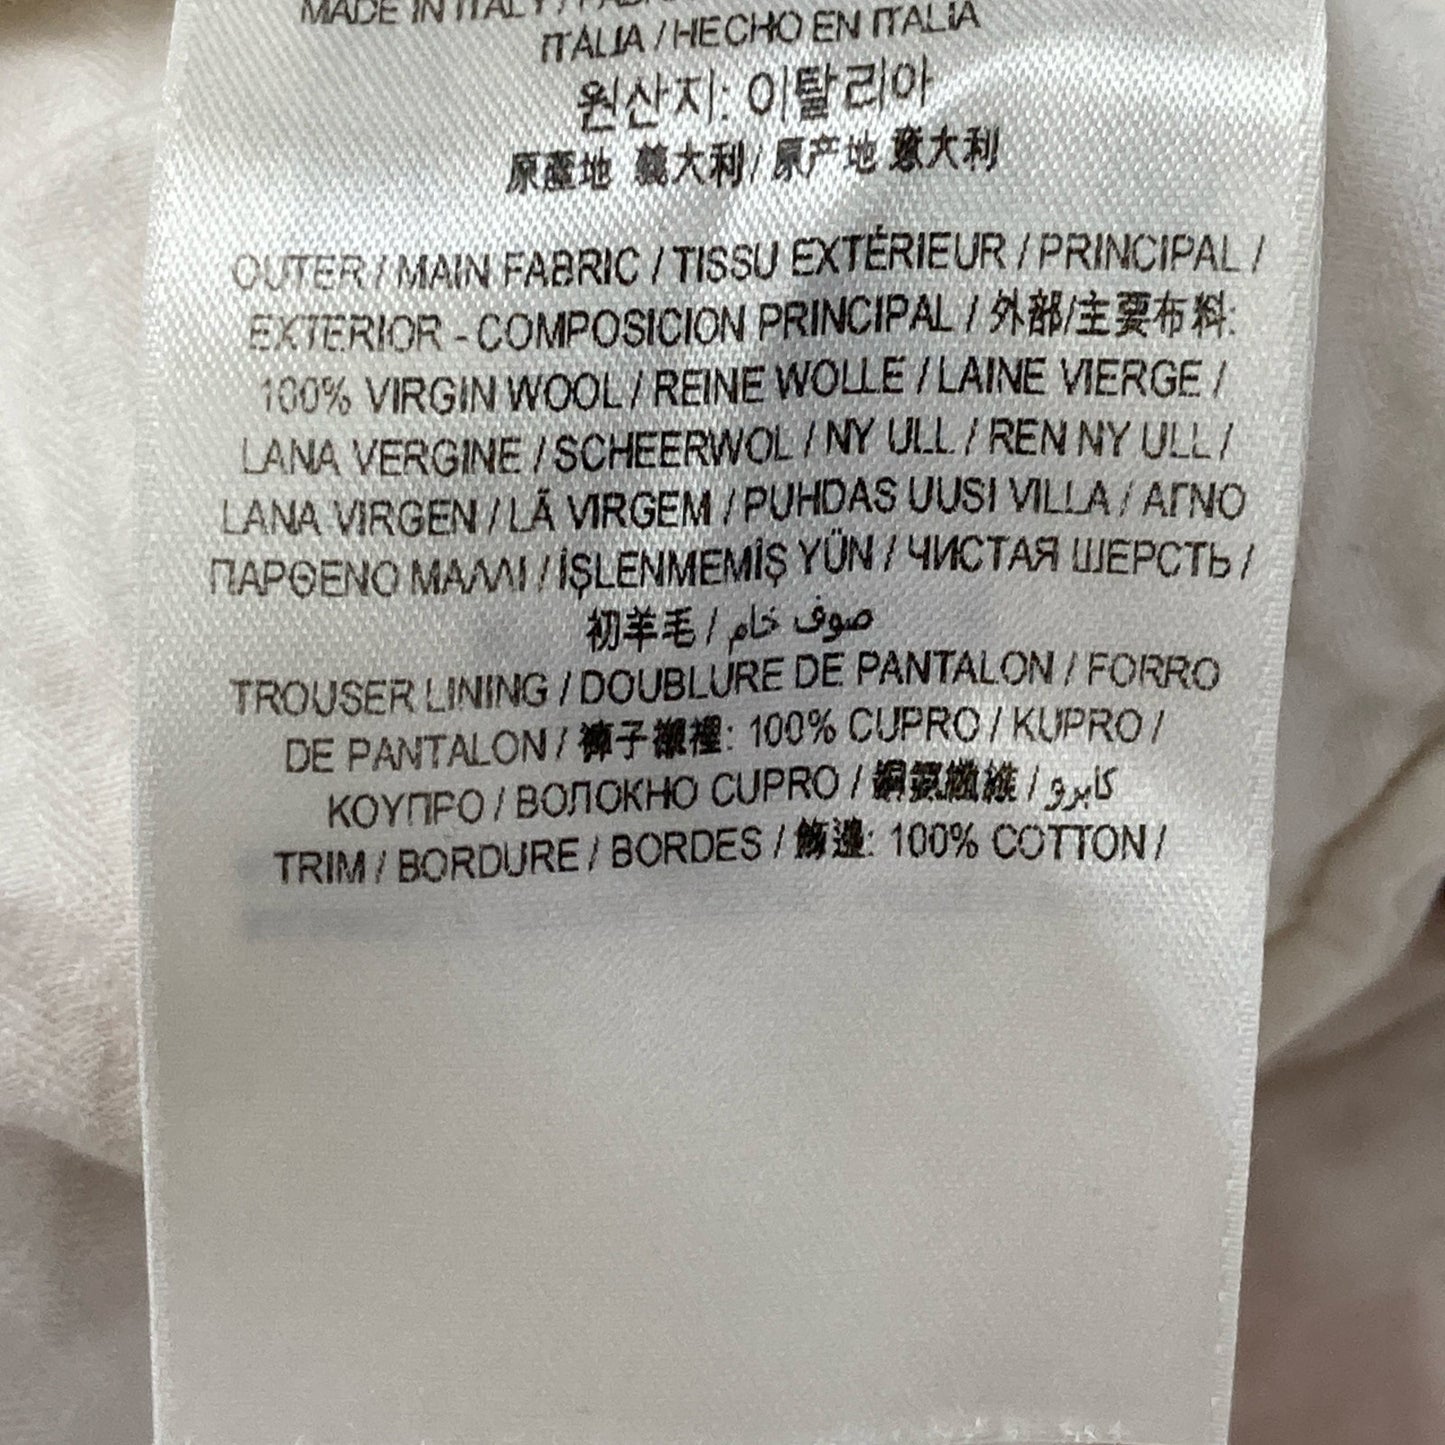 MADE IN ITALY /
ITALIA / HECHO EN ITALIA
원산지: 이탈리아
原產地 義大利/ 原产地 意大利
OUTER / MAIN FABRIC / TISSU EXTÉRIEUR / PRINCIPAL /
EXTERIOR - COMPOSICION PRINCIPAL / 外部/主要布料:
100% VIRGIN WOOL / REINE WOLLE / LAINE VIERGE /
LANA VERGINE / SCHEERWOL / NY ULL / REN NY ULL /
LANA VIRGEN / LÃ VIRGEM / PUHDAS UUSI VILLA / ΑΓΝΟ
ΠΑΡΘΕΝΟ ΜΑΛΛΙ / İŞLENMEMİŞ YÜN / ЧИСТАЯ ШЕРСТЬ /
初羊毛 / صوف خام
TROUSER LINING / DOUBLURE DE PANTALON / FORRO
DE PANTALON / 褲子襯裡: 100% CUPRO / KUPRO /
ΚΟΥΠΡΟ / ВОЛОКНО CUPRO / 銅氨纖維 / كابرو
TRIM / BORDURE / BORDES / 飾邊: 100% COTTON /